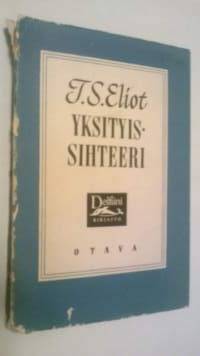 T.S. Eliot
YKSITYIS-
SIHTEERI
Delfiini
KIRJASTO
OTAVA